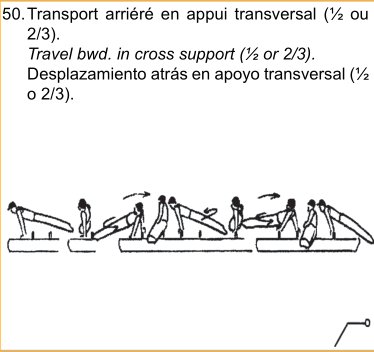 50. Transport arriéré en appui transversal (½ ou
2/3).
Travel bwd. in cross support (½ or 2/3).
Desplazamiento atrás en apoyo transversal (½
o 2/3).